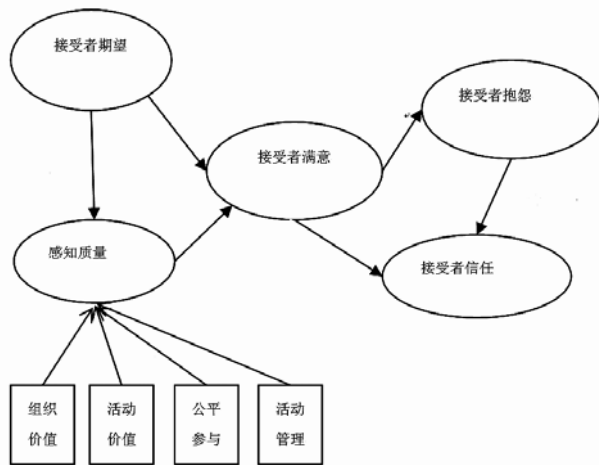 接受者期望
接受者抱怨
接受者满意
感知质量
接受者信任
组织
价值
活动
价值
公平
参与
活动
管理